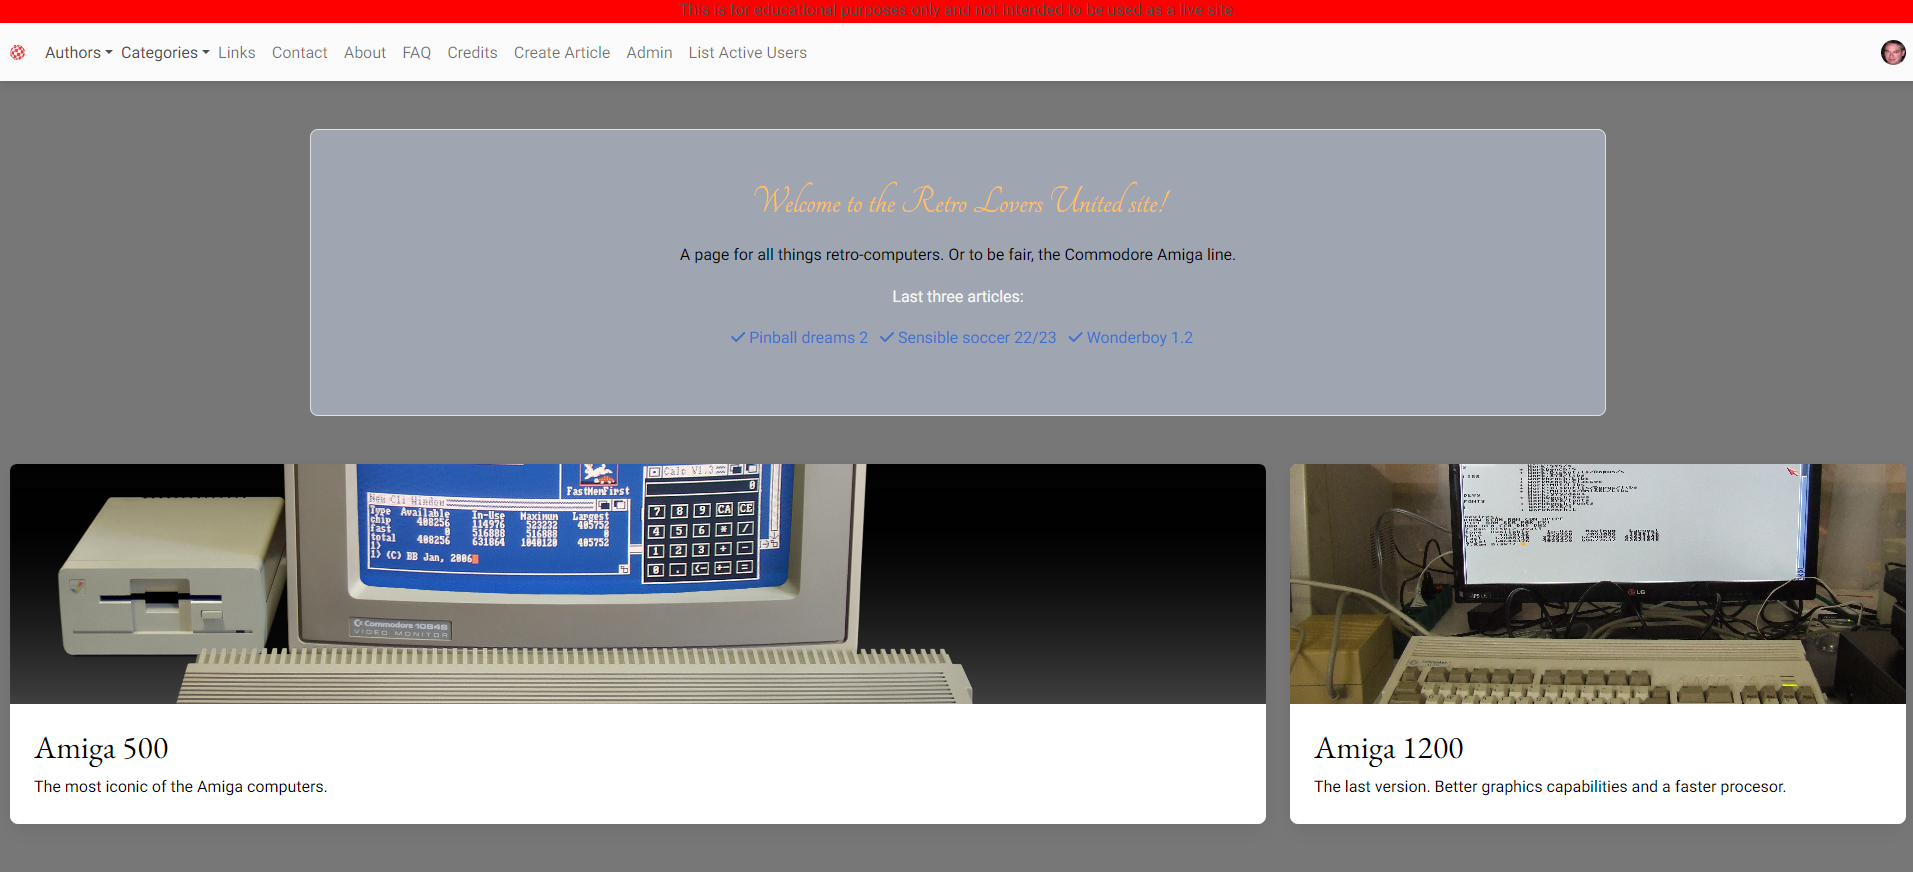 This is for educational purposes only and not intended to be used as a live site
Authors Categories Links Contact About FAQ Credits Create Article Admin List Active Users
Welcome to the Retro Lovers United site!
A page for all things retro-computers. Or to be fair, the Commodore Amiga line.
Last three articles:
Pinball dreams 2 Sensible soccer 22/23 Wonderboy 1.2
FastMemFirst
Calc V1.3
0
New Cli Window
Type Available In-Use Maximum Largest
chip 408256 114976 523232 405752
fast 0 516888 516888 0
total 408256 631864 1040120 405752
1>
1> (C) BB Jan, 2006
7 8 9 CA CE
4 5 6 * /
1 2 3 + -
0 . <- +- =
Commodore 1084S
VIDEO MONITOR
LG
Amiga 500
The most iconic of the Amiga computers.
Amiga 1200
The last version. Better graphics capabilities and a faster procesor.